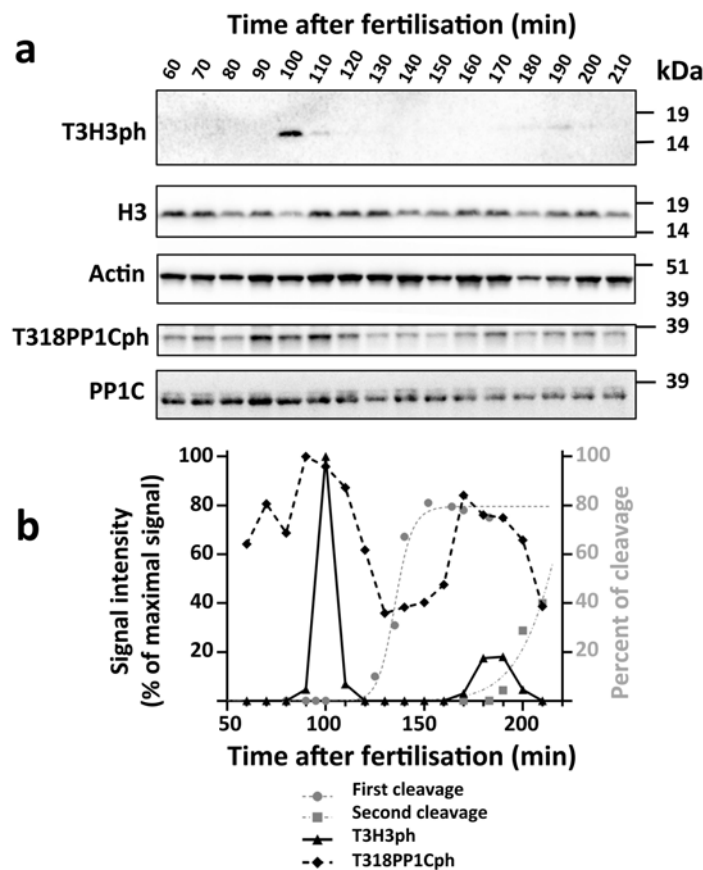 a
Time after fertilisation (min)
60 70 80 90 100 110 120 130 140 150 160 170 180 190 200 210
kDa
T3H3ph
19
14
H3
19
14
Actin
51
39
T318PP1Cph
39
PP1C
39
b
Signal intensity
(% of maximal signal)
100
80
60
40
20
100
80
60
40
20
0
Percent of cleavage
50 100 150 200
Time after fertilisation (min)
First cleavage
Second cleavage
T3H3ph
T318PP1Cph